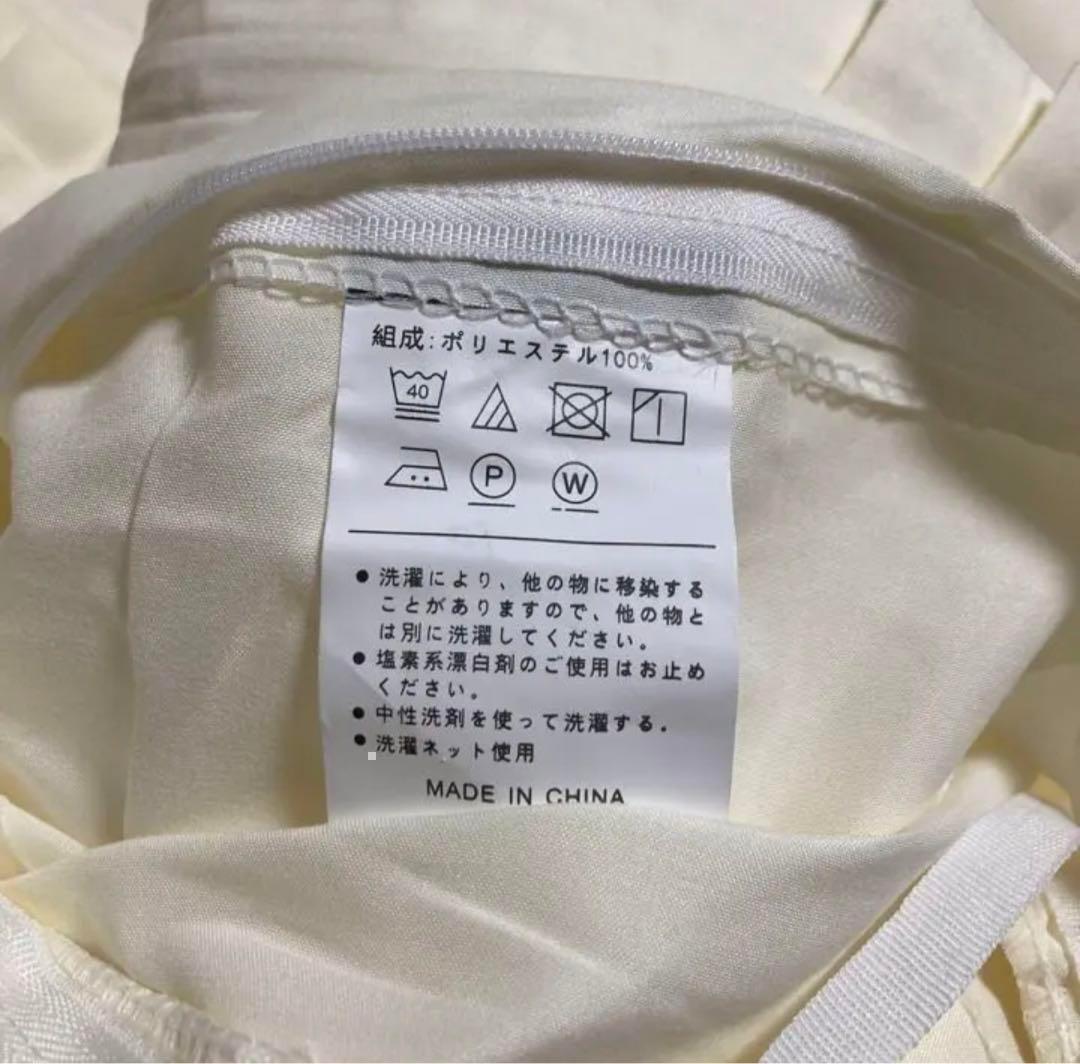 組成:ポリエステル100%
40
P W
●洗濯により、他の物に移染する
ことがありますので、他の物と
は別に洗濯してください。
●塩素系漂白剤のご使用はお止め
ください。
●中性洗剤を使って洗濯する.
●洗濯ネット使用
MADE IN CHINA